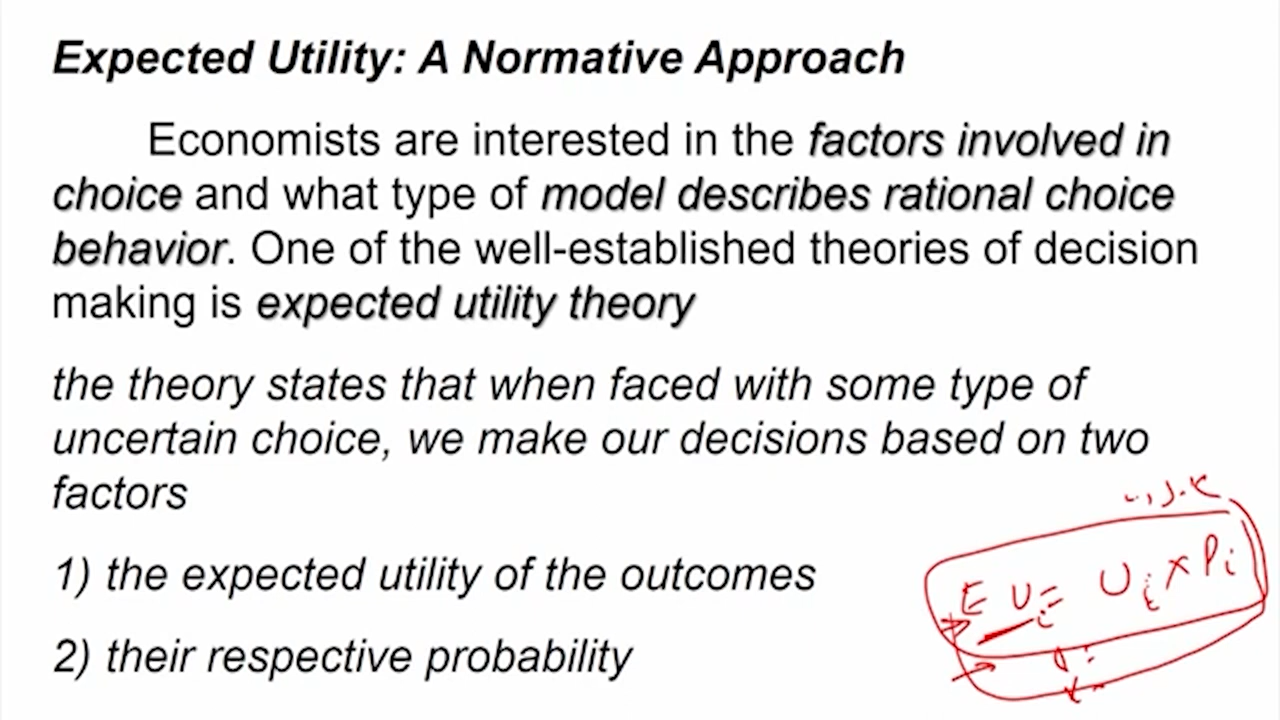 Expected Utility: A Normative Approach
Economists are interested in the factors involved in
choice and what type of model describes rational choice
behavior. One of the well-established theories of decision
making is expected utility theory
the theory states that when faced with some type of
uncertain choice, we make our decisions based on two
factors
1) the expected utility of the outcomes
E Ui = Ui x Pi
2) their respective probability